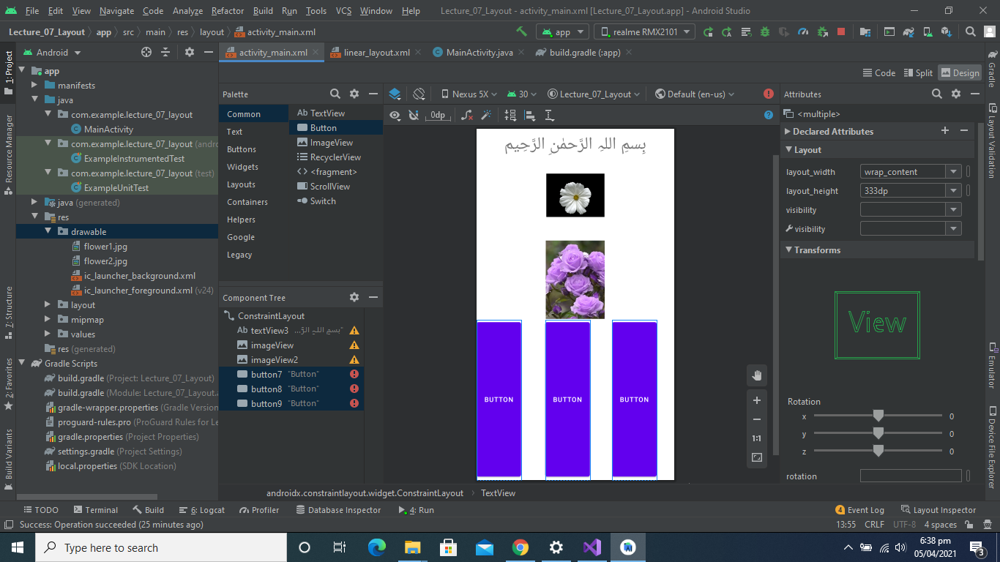 File Edit View Navigate Code Analyze Refactor Build Run Tools VCS Window Help Lecture_07_Layout - activity_main.xml [Lecture_07_Layout.app] - Android Studio
Lecture_07_Layout app src main res layout activity_main.xml app realme RMX2101
Android activity_main.xml linear_layout.xml MainActivity.java build.gradle (:app)
Code Split Design
1: Project
Resource Manager
7: Structure
2: Favorites
Build Variants
app
manifests
java
com.example.lecture_07_layout
MainActivity
com.example.lecture_07_layout (andro
ExampleInstrumentedTest
com.example.lecture_07_layout (test)
ExampleUnitTest
java (generated)
res
drawable
flower1.jpg
flower2.jpg
ic_launcher_background.xml
ic_launcher_foreground.xml (v24)
layout
mipmap
values
res (generated)
Gradle Scripts
build.gradle (Project: Lecture_07_Layout)
build.gradle (Module: Lecture_07_Layout.a
gradle-wrapper.properties (Gradle Version
proguard-rules.pro (ProGuard Rules for Le
gradle.properties (Project Properties)
settings.gradle (Project Settings)
local.properties (SDK Location)
Palette
Common
Text
Buttons
Widgets
Layouts
Containers
Helpers
Google
Legacy
Ab TextView
Button
ImageView
RecyclerView
<fragment>
ScrollView
Switch
Component Tree
ConstraintLayout
Ab textView3 "بسم اللہ الرَّ...
imageView
imageView2
button7 "Button"
button8 "Button"
button9 "Button"
Nexus 5X 30 Lecture_07_Layout Default (en-us)
0dp
بِسمِ اللہِ الرَّحمٰنِ الرَّحِیم
BUTTON BUTTON BUTTON
1:1
androidx.constraintlayout.widget.ConstraintLayout TextView
Attributes
<multiple>
Declared Attributes
Layout
layout_width wrap_content
layout_height 333dp
visibility
visibility
Transforms
View
Rotation
x 0
y 0
z 0
rotation
Gradle
Layout Validation
Emulator
Device File Explorer
TODO Terminal Build 6: Logcat Profiler Database Inspector 4: Run 4 Event Log Layout Inspector
Success: Operation succeeded (25 minutes ago) 13:55 CRLF UTF-8 4 spaces
Type here to search
6:38 pm
05/04/2021
3